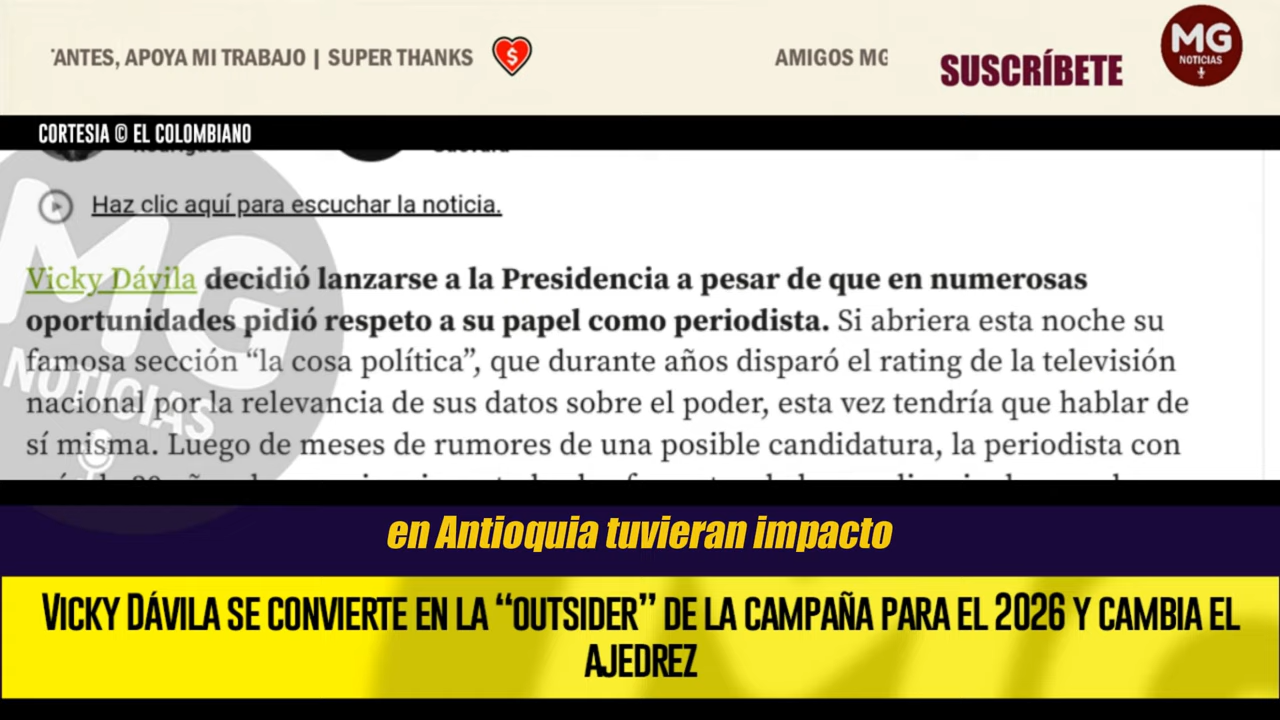 'ANTES, APOYA MI TRABAJO | SUPER THANKS
$
AMIGOS MG
SUSCRÍBETE
MG
NOTICIAS
CORTESIA © EL COLOMBIANO
Haz clic aquí para escuchar la noticia.
Vicky Dávila decidió lanzarse a la Presidencia a pesar de que en numerosas
oportunidades pidió respeto a su papel como periodista. Si abriera esta noche su
famosa sección “la cosa política”, que durante años disparó el rating de la televisión
nacional por la relevancia de sus datos sobre el poder, esta vez tendría que hablar de
sí misma. Luego de meses de rumores de una posible candidatura, la periodista con
MG
NOTICIAS
en Antioquia tuvieran impacto
VICKY DÁVILA SE CONVIERTE EN LA “OUTSIDER” DE LA CAMPAÑA PARA EL 2026 Y CAMBIA EL
AJEDREZ